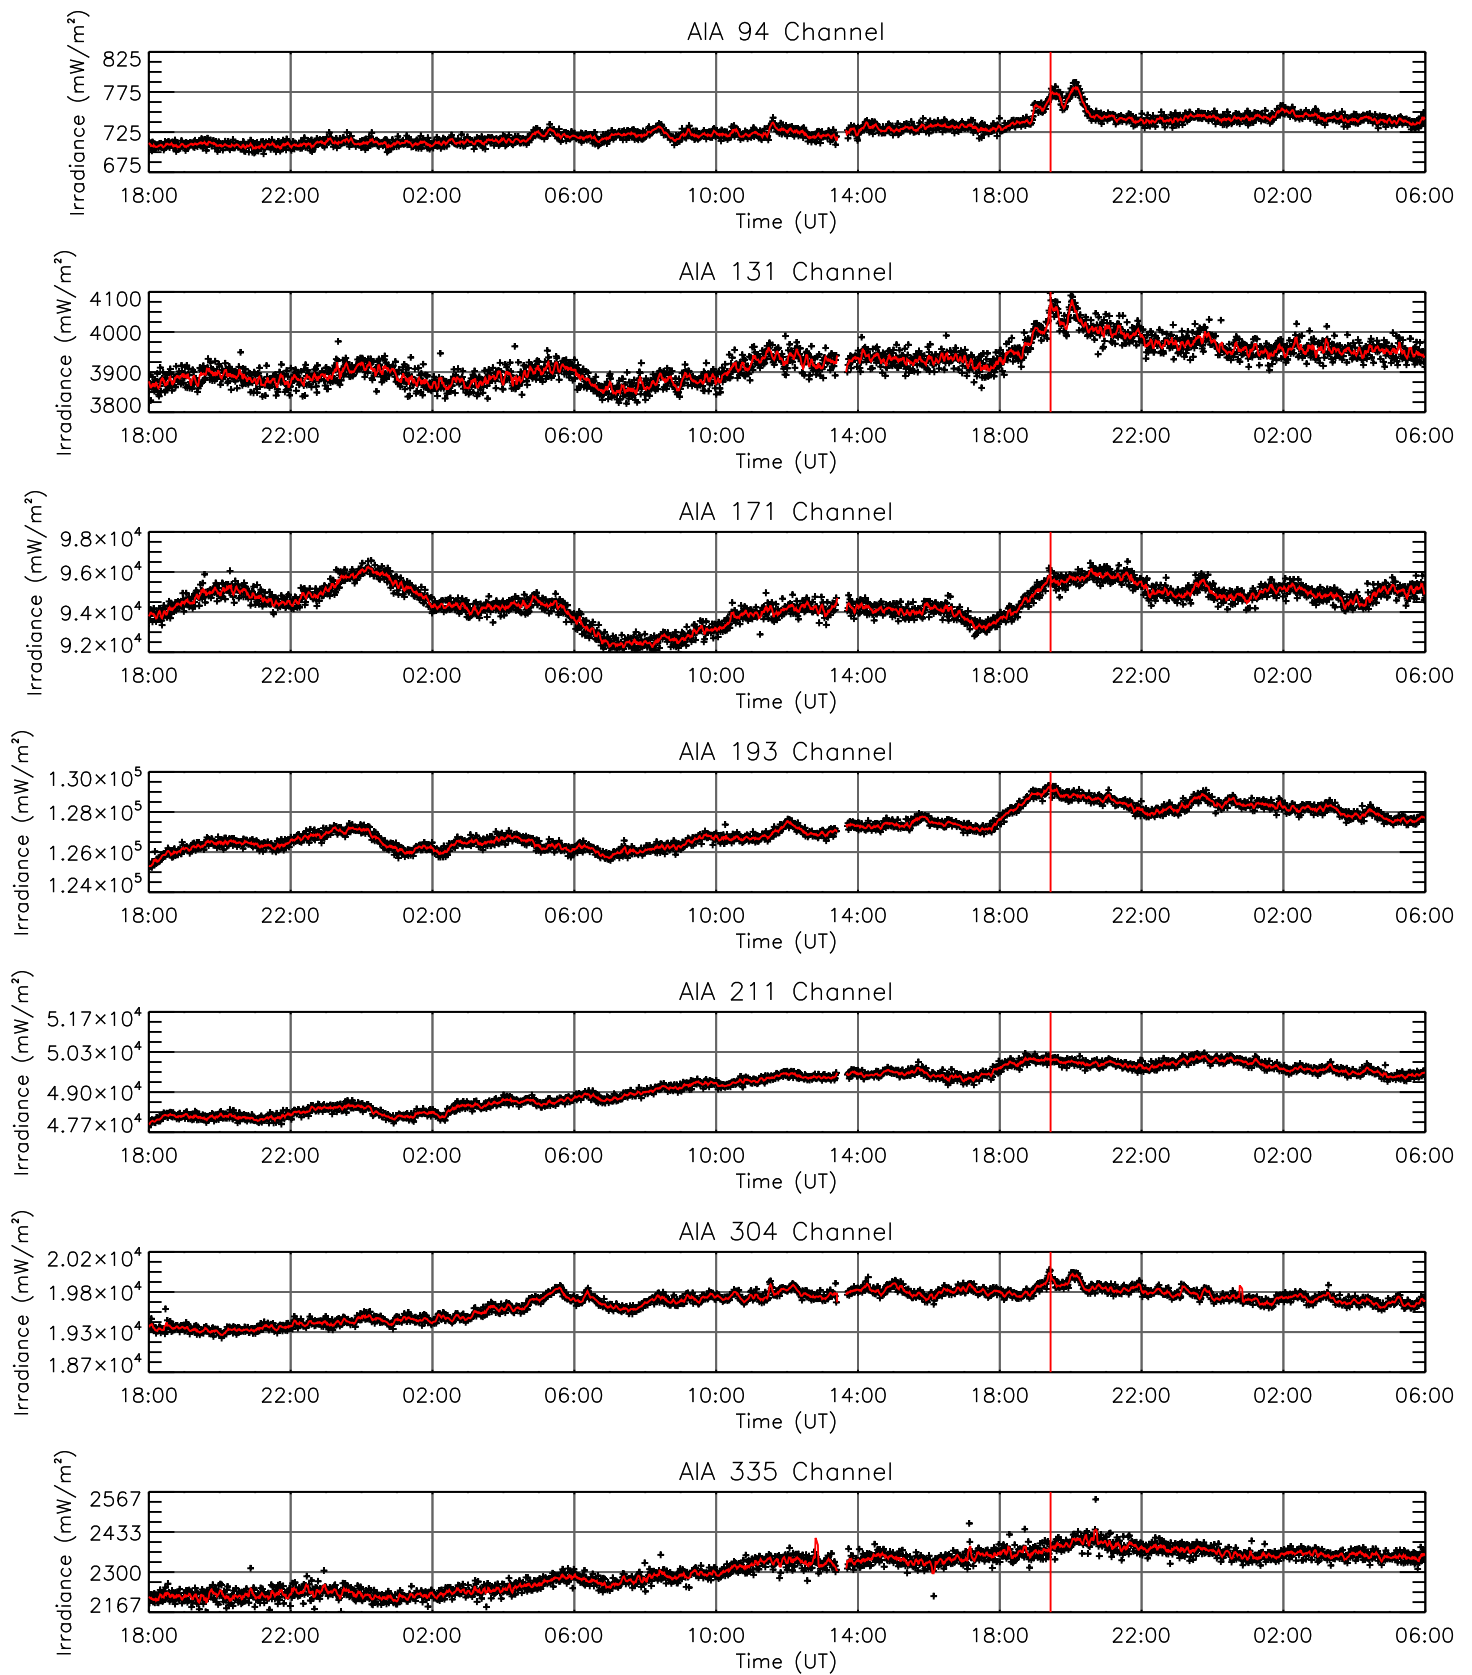 AIA 94 Channel
Irradiance (mW/m²)
825
775
725
675
18:00 22:00 02:00 06:00 10:00 14:00 18:00 22:00 02:00 06:00
Time (UT)
AIA 131 Channel
Irradiance (mW/m²)
4100
4000
3900
3800
18:00 22:00 02:00 06:00 10:00 14:00 18:00 22:00 02:00 06:00
Time (UT)
AIA 171 Channel
Irradiance (mW/m²)
9.8×10⁴
9.6×10⁴
9.4×10⁴
9.2×10⁴
18:00 22:00 02:00 06:00 10:00 14:00 18:00 22:00 02:00 06:00
Time (UT)
AIA 193 Channel
Irradiance (mW/m²)
1.30×10⁵
1.28×10⁵
1.26×10⁵
1.24×10⁵
18:00 22:00 02:00 06:00 10:00 14:00 18:00 22:00 02:00 06:00
Time (UT)
AIA 211 Channel
Irradiance (mW/m²)
5.17×10⁴
5.03×10⁴
4.90×10⁴
4.77×10⁴
18:00 22:00 02:00 06:00 10:00 14:00 18:00 22:00 02:00 06:00
Time (UT)
AIA 304 Channel
Irradiance (mW/m²)
2.02×10⁴
1.98×10⁴
1.93×10⁴
1.87×10⁴
18:00 22:00 02:00 06:00 10:00 14:00 18:00 22:00 02:00 06:00
Time (UT)
AIA 335 Channel
Irradiance (mW/m²)
2567
2433
2300
2167
18:00 22:00 02:00 06:00 10:00 14:00 18:00 22:00 02:00 06:00
Time (UT)